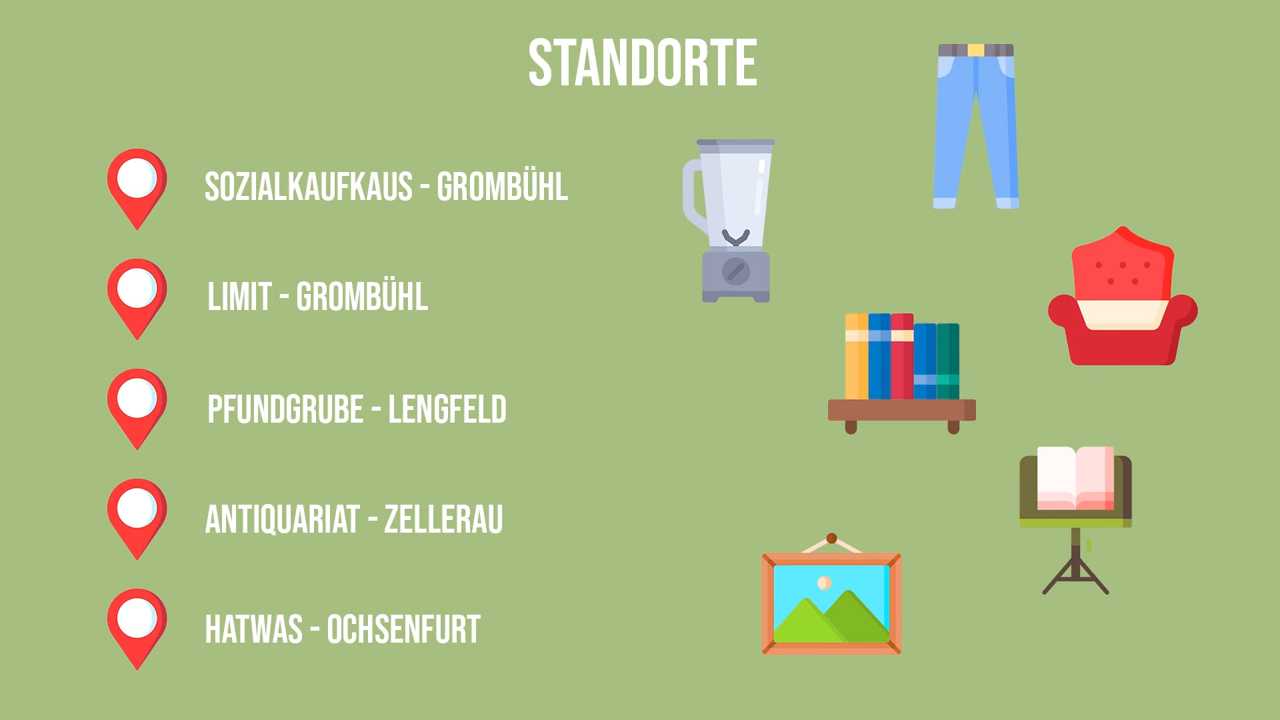 STANDORTE
SOZIALKAUFKAUS - GROMBÜHL
LIMIT - GROMBÜHL
PFUNDGRUBE - LENGFELD
ANTIQUARIAT - ZELLERAU
HATWAS - OCHSENFURT